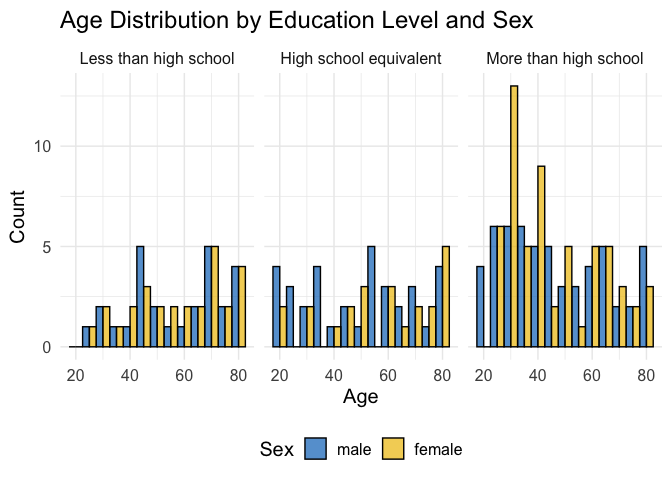 Age Distribution by Education Level and Sex
Less than high school
High school equivalent
More than high school
Count
10
5
0
20 40 60 80
20 40 60 80
20 40 60 80
Age
Sex male female